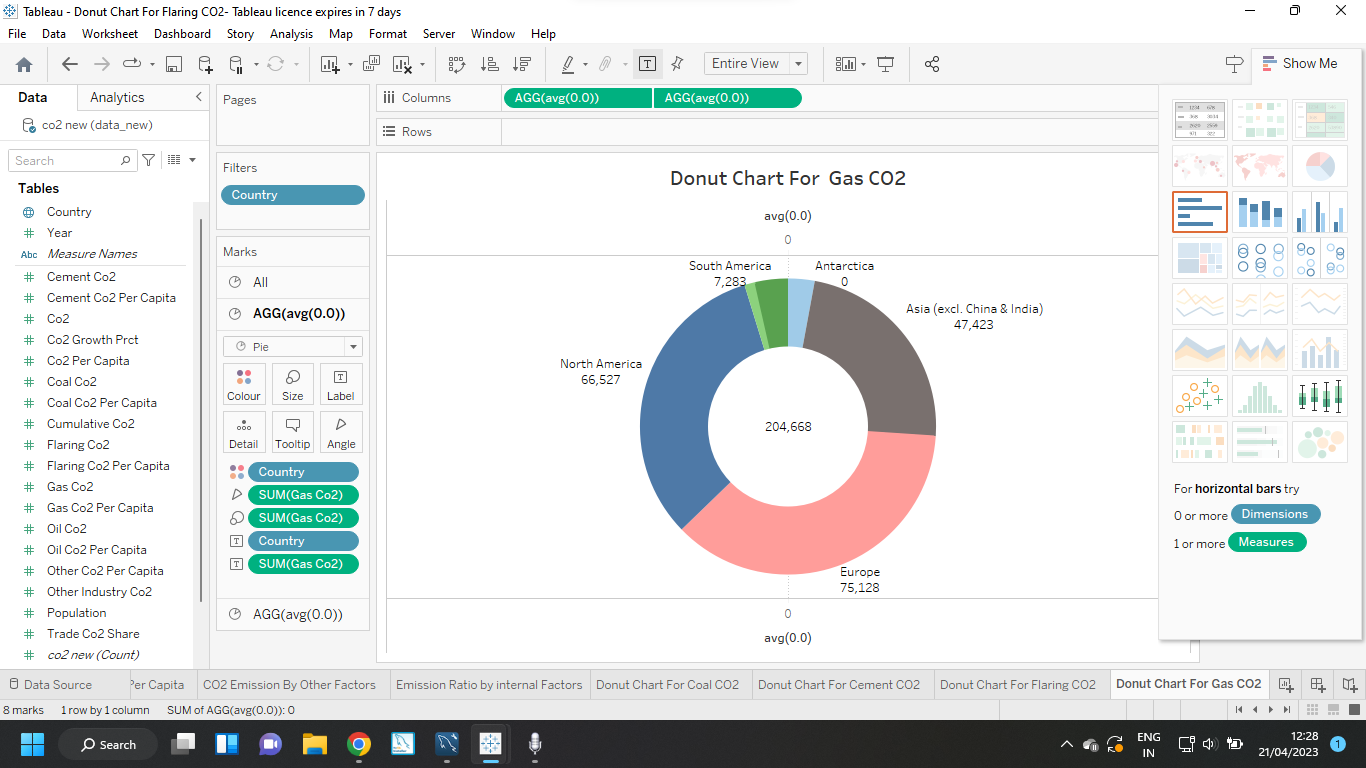 Tableau - Donut Chart For Flaring CO2- Tableau licence expires in 7 days
File Data Worksheet Dashboard Story Analysis Map Format Server Window Help
Entire View
Show Me
Data Analytics
co2 new (data_new)
Search
Tables
Country
Year
Abc Measure Names
Cement Co2
Cement Co2 Per Capita
Co2
Co2 Growth Prct
Co2 Per Capita
Coal Co2
Coal Co2 Per Capita
Cumulative Co2
Flaring Co2
Flaring Co2 Per Capita
Gas Co2
Gas Co2 Per Capita
Oil Co2
Oil Co2 Per Capita
Other Co2 Per Capita
Other Industry Co2
Population
Trade Co2 Share
co2 new (Count)
Pages
Filters
Country
Marks
All
AGG(avg(0.0))
Pie
Colour Size Label
Detail Tooltip Angle
Country
SUM(Gas Co2)
SUM(Gas Co2)
Country
SUM(Gas Co2)
AGG(avg(0.0))
Columns AGG(avg(0.0)) AGG(avg(0.0))
Rows
Donut Chart For  Gas CO2
avg(0.0)
0
South America
7,283
Antarctica
0
Asia (excl. China & India)
47,423
North America
66,527
204,668
Europe
75,128
0
avg(0.0)
For horizontal bars try
0 or more Dimensions
1 or more Measures
Data Source Per Capita CO2 Emission By Other Factors Emission Ratio by internal Factors Donut Chart For Coal CO2 Donut Chart For Cement CO2 Donut Chart For Flaring CO2 Donut Chart For Gas CO2
8 marks 1 row by 1 column SUM of AGG(avg(0.0)): 0
Search
ENG
IN
12:28
21/04/2023
1